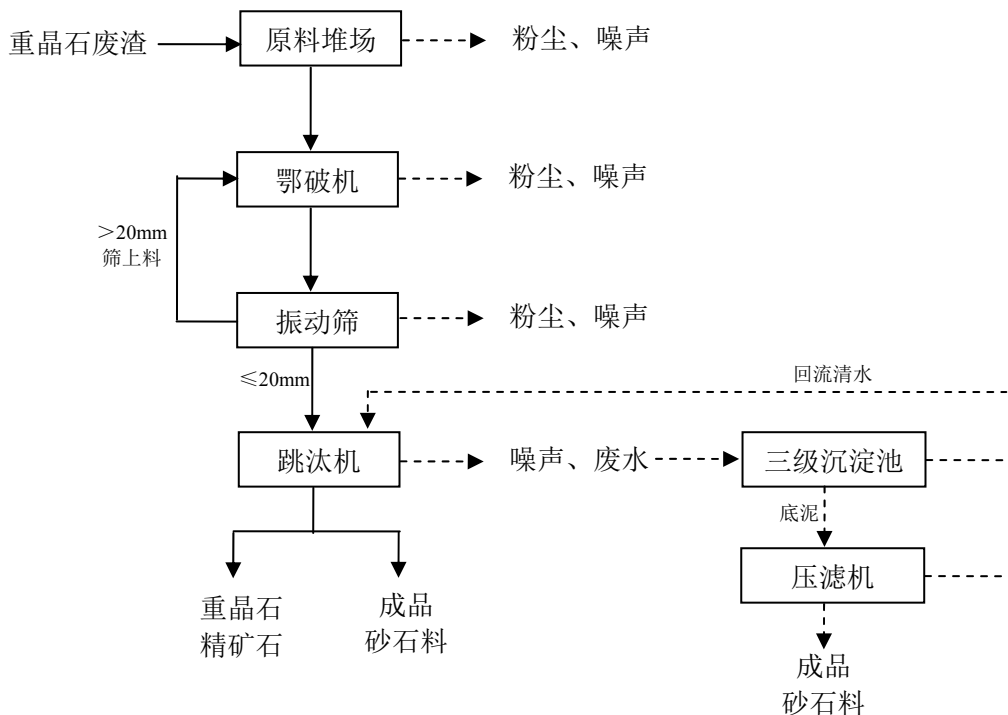 重晶石废渣
原料堆场
粉尘、噪声
鄂破机
粉尘、噪声
>20mm
筛上料
振动筛
粉尘、噪声
≤20mm
回流清水
跳汰机
噪声、废水
三级沉淀池
底泥
压滤机
重晶石
精矿石
成品
砂石料
成品
砂石料